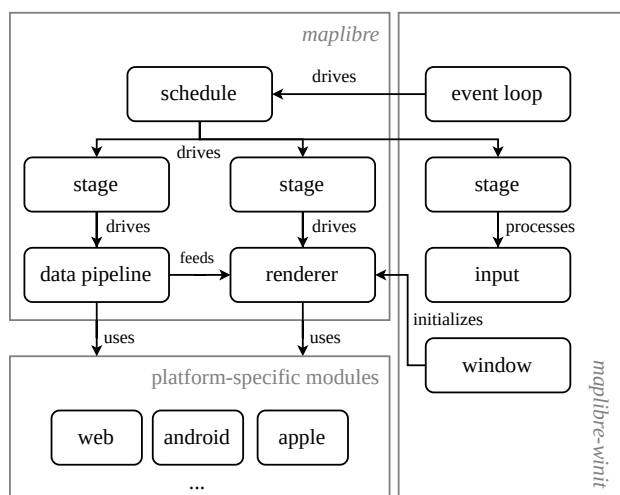 maplibre
drives
schedule
event loop
drives
stage
stage
stage
drives
drives
processes
data pipeline
feeds
renderer
input
initializes
uses
uses
window
platform-specific modules
maplibre-winit
web
android
apple
...